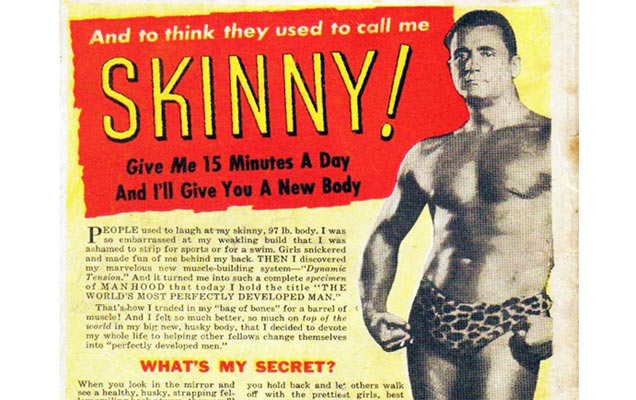 And to think they used to call me
SKINNY!
Give Me 15 Minutes A Day
And I'll Give You A New Body
PEOPLE used to laugh at my skinny, 97 lb. body. I was
so embarrassed at my weakling build that I was
ashamed to strip for sports or for a swim. Girls snickered
and made fun of me behind my back. THEN I discovered
my marvelous new muscle-building system—"Dynamic
Tension." And it turned me into such a complete specimen
of MANHOOD that today I hold the title "THE
WORLD'S MOST PERFECTLY DEVELOPED MAN."
That's how I traded in my "bag of bones" for a barrel of
muscle! And I felt so much better, so much on top of the
world in my big new, husky body, that I decided to devote
my whole life to helping other fellows change themselves
into "perfectly developed men."
WHAT'S MY SECRET?
When you look in the mirror and
see a healthy, husky, strapping fel-
you hold back and let others walk
off with the prettiest girls, best